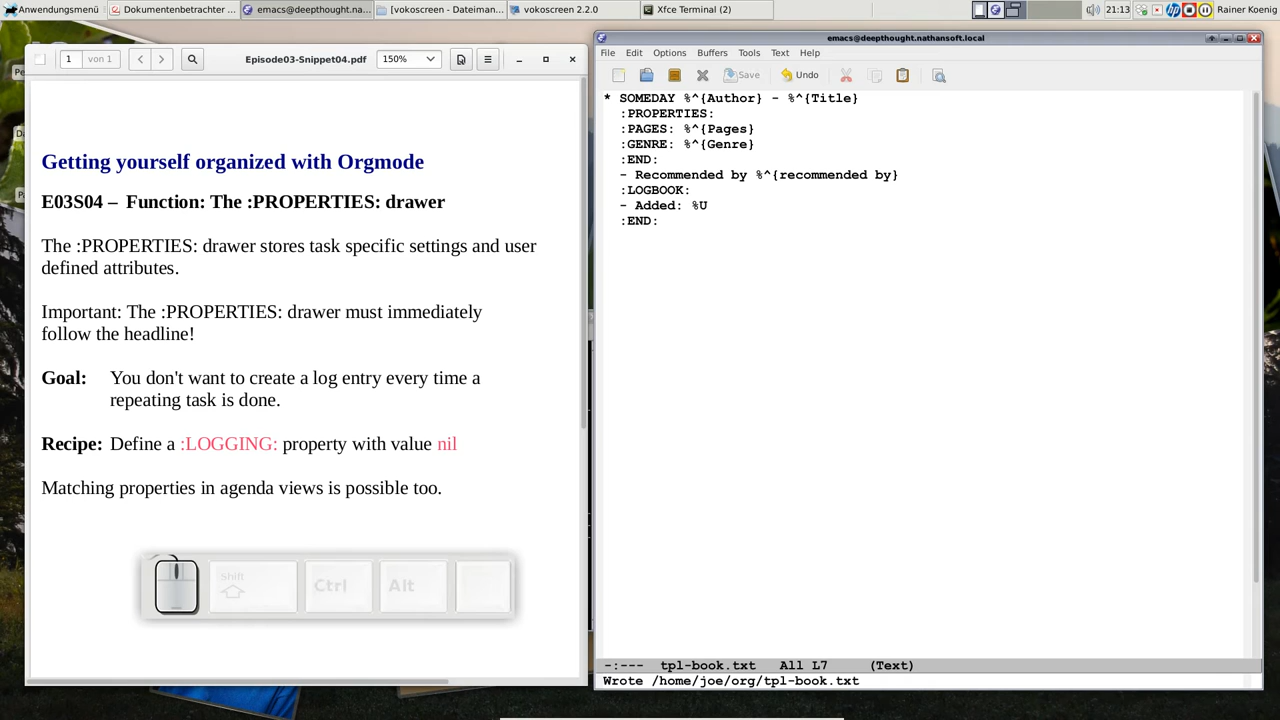 Anwendungsmenü
Dokumentenbetrachter ...
emacs@deepthought.na...
[vokoscreen - Dateiman...
vokoscreen 2.2.0
Xfce Terminal (2)
21:13
Rainer Koenig
1 von 1
Episode03-Snippet04.pdf
150%
Getting yourself organized with Orgmode
E03S04 – Function: The :PROPERTIES: drawer
The :PROPERTIES: drawer stores task specific settings and user
defined attributes.
Important: The :PROPERTIES: drawer must immediately
follow the headline!
Goal: You don't want to create a log entry every time a
repeating task is done.
Recipe: Define a :LOGGING: property with value nil
Matching properties in agenda views is possible too.
Shift
Ctrl
Alt
emacs@deepthought.nathansoft.local
File Edit Options Buffers Tools Text Help
Save Undo
* SOMEDAY %^{Author} - %^{Title}
:PROPERTIES:
:PAGES: %^{Pages}
:GENRE: %^{Genre}
:END:
- Recommended by %^{recommended by}
:LOGBOOK:
- Added: %U
:END:
-:--- tpl-book.txt All L7 (Text)
Wrote /home/joe/org/tpl-book.txt